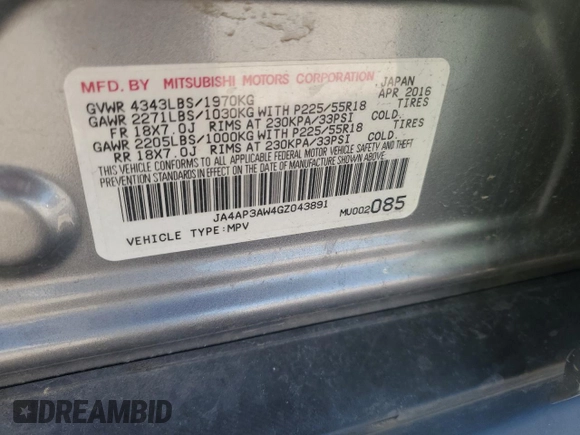 MFD. BY MITSUBISHI MOTORS CORPORATION, JAPAN
GVWR 4343LBS/1970KG APR 2016
GAWR 2271LBS/1030KG WITH P225/55R18 TIRES
FR 18X7.0J RIMS AT 230KPA/33PSI COLD.
GAWR 2205LBS/1000KG WITH P225/55R18 TIRES
RR 18X7.0J RIMS AT 230KPA/33PSI COLD.
THIS VEHICLE CONFORMS TO ALL APPLICABLE FEDERAL MOTOR VEHICLE SAFETY AND THEFT
PREVENTION STANDARDS IN EFFECT ON THE DATE OF MANUFACTURE SHOWN ABOVE.
JA4AP3AW4GZ043891 MU002085
VEHICLE TYPE:MPV
DREAMBID